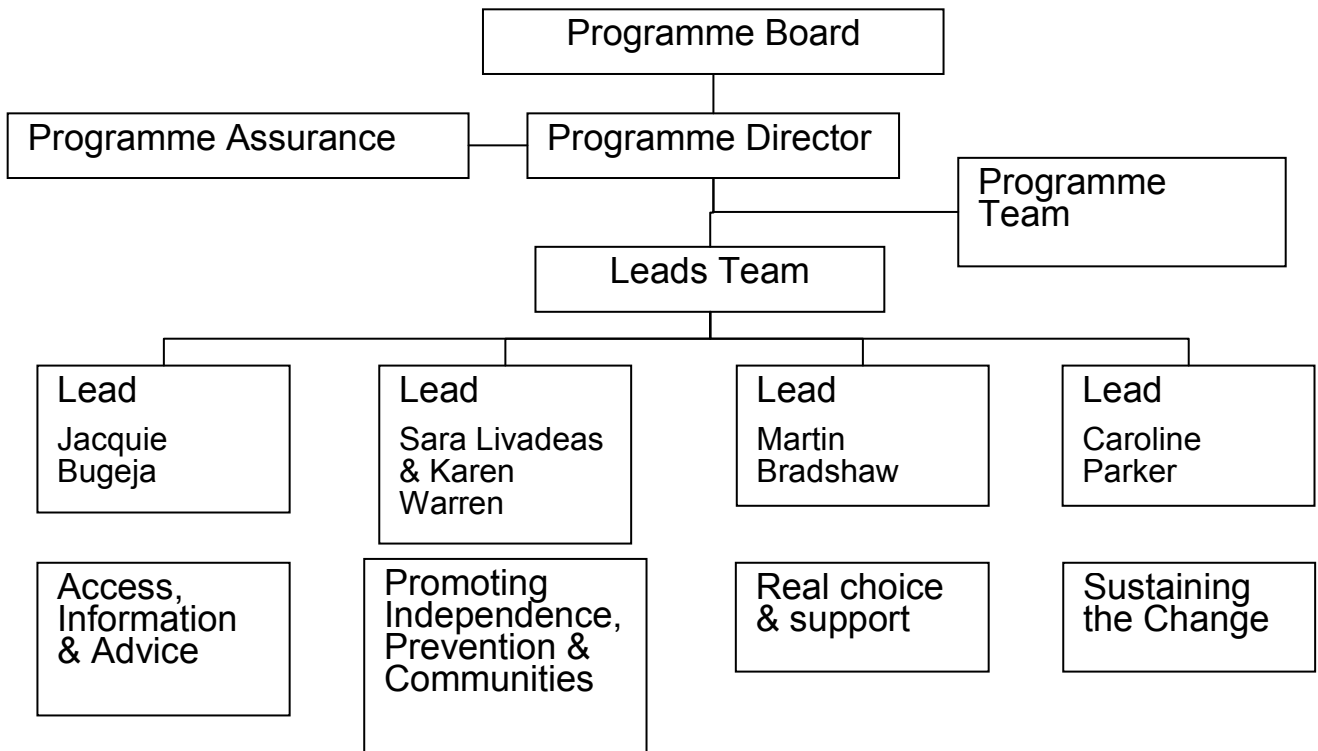 Programme Board
Programme Assurance
Programme Director
Programme
Team
Leads Team
Lead
Jacquie
Bugeja
Lead
Sara Livadeas
& Karen
Warren
Lead
Martin
Bradshaw
Lead
Caroline
Parker
Access,
Information
& Advice
Promoting
Independence,
Prevention &
Communities
Real choice
& support
Sustaining
the Change